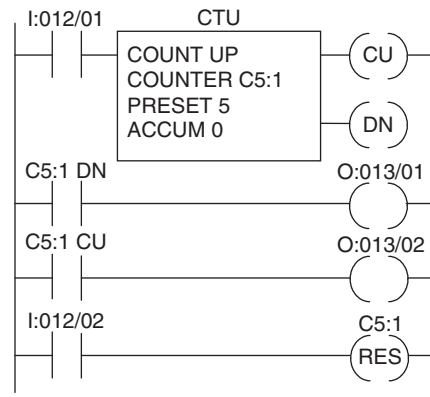 I:012/01
CTU
COUNT UP
COUNTER C5:1
PRESET 5
ACCUM 0
CU
DN
C5:1 DN
O:013/01
C5:1 CU
O:013/02
I:012/02
C5:1
RES